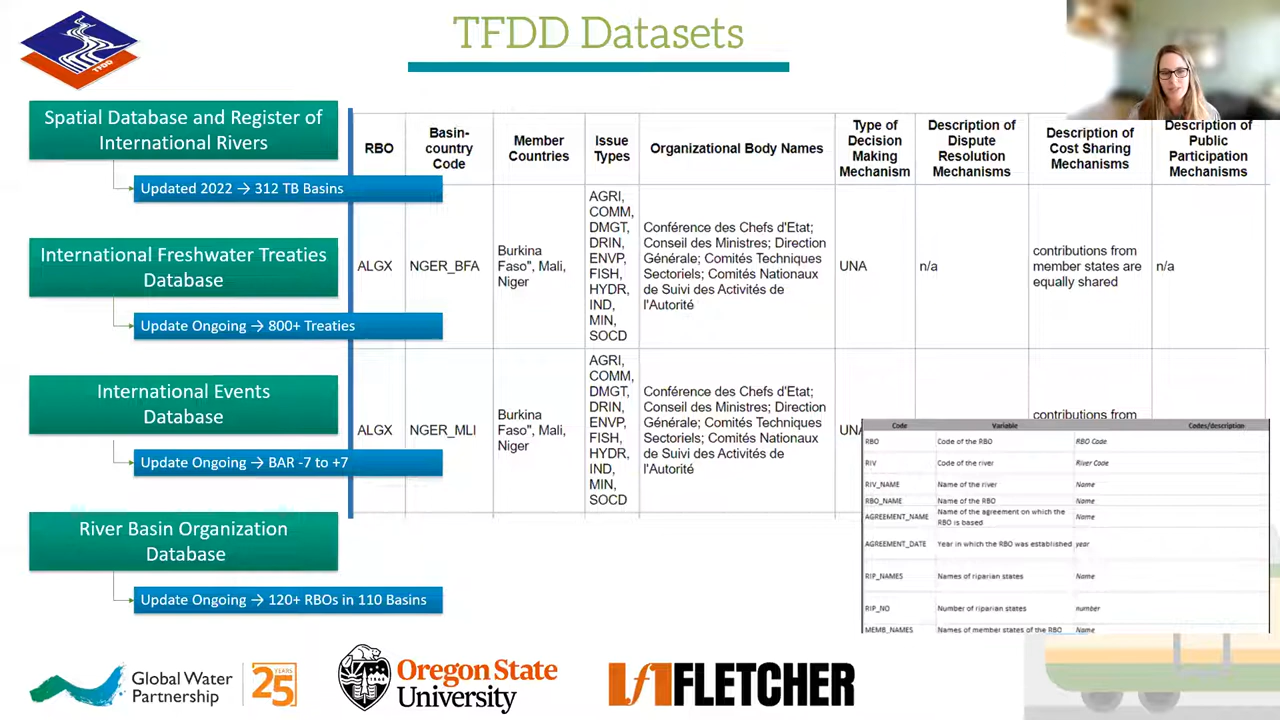 TFDD Datasets
TFDD
Spatial Database and Register of
International Rivers
Updated 2022 → 312 TB Basins
International Freshwater Treaties
Database
Update Ongoing → 800+ Treaties
International Events
Database
Update Ongoing → BAR -7 to +7
River Basin Organization
Database
Update Ongoing → 120+ RBOs in 110 Basins
RBO
Basin-
country
Code
Member
Countries
Issue
Types
Organizational Body Names
Type of
Decision
Making
Mechanism
Description of
Dispute
Resolution
Mechanisms
Description of
Cost Sharing
Mechanisms
Description of
Public
Participation
Mechanisms
ALGX
NGER_BFA
Burkina
Faso", Mali,
Niger
AGRI,
COMM,
DMGT,
DRIN,
ENVP,
FISH,
HYDR,
IND,
MIN,
SOCD
Conférence des Chefs d'Etat;
Conseil des Ministres; Direction
Générale; Comités Techniques
Sectoriels; Comités Nationaux
de Suivi des Activités de
l'Autorité
UNA
n/a
contributions from
member states are
equally shared
n/a
ALGX
NGER_MLI
Burkina
Faso", Mali,
Niger
AGRI,
COMM,
DMGT,
DRIN,
ENVP,
FISH,
HYDR,
IND,
MIN,
SOCD
Conférence des Chefs d'Etat;
Conseil des Ministres; Direction
Générale; Comités Techniques
Sectoriels; Comités Nationaux
de Suivi des Activités de
l'Autorité
contributions from
Code Variable Codes/description
RBO Code of the RBO RBO Code
RIV Code of the river River Code
RIV_NAME Name of the river Name
RBO_NAME Name of the RBO Name
AGREEMENT_NAME Name of the agreement on which the
RBO is based Name
AGREEMENT_DATE Year in which the RBO was established year
RIP_NAMES Names of riparian states Name
RIP_NO Number of riparian states number
MEMB_NAMES Names of member states of the RBO Name
Global Water
Partnership
25
YEARS
Oregon State
University
FLETCHER